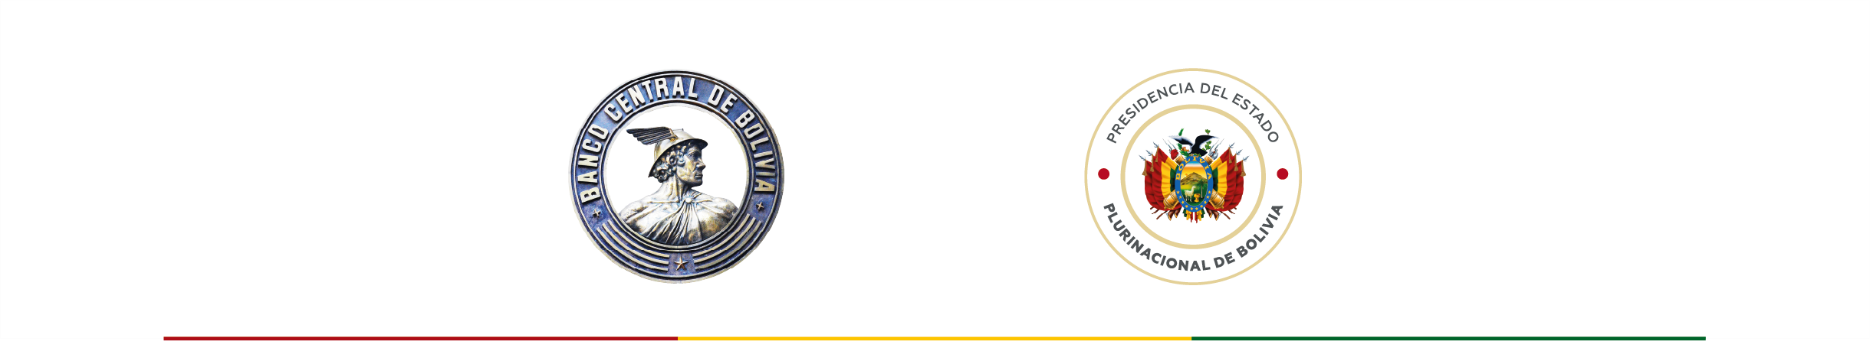 BANCO CENTRAL DE BOLIVIA
PRESIDENCIA DEL ESTADO
PLURINACIONAL DE BOLIVIA